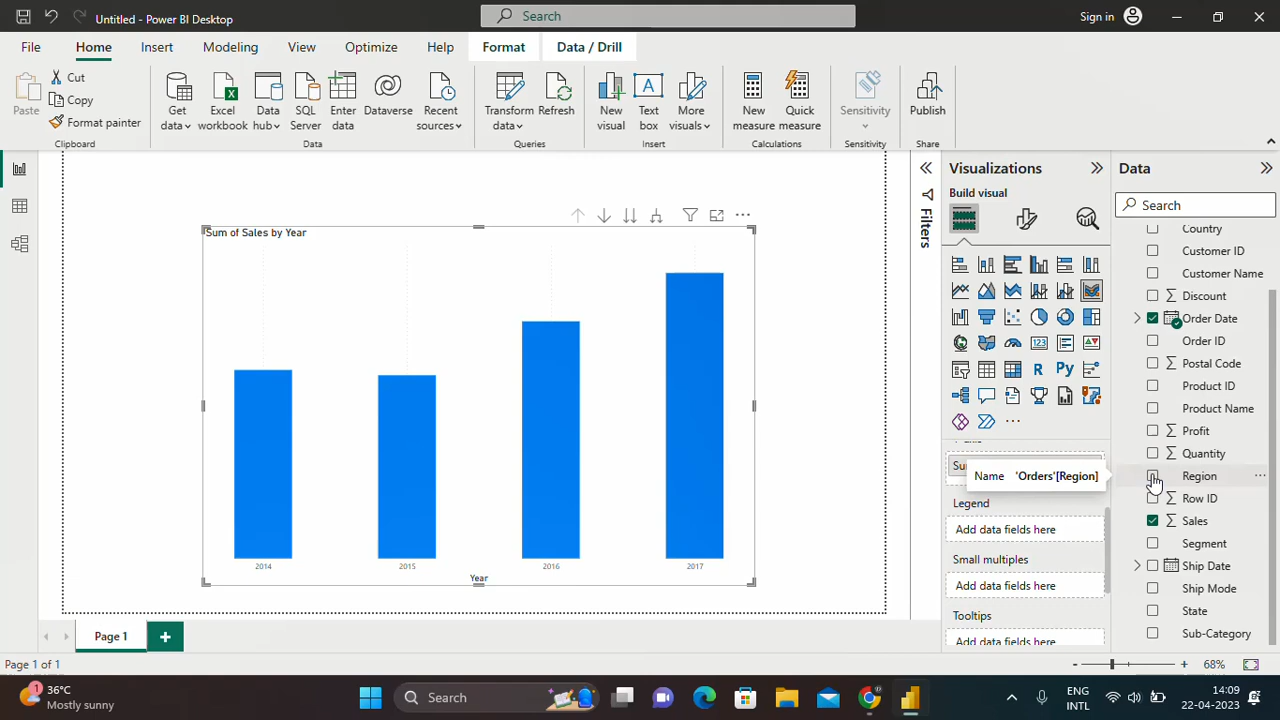 Untitled - Power BI Desktop
Search
Sign in
File
Home
Insert
Modeling
View
Optimize
Help
Format
Data / Drill
Paste
Cut
Copy
Format painter
Get data
Excel workbook
Data hub
SQL Server
Enter data
Dataverse
Recent sources
Transform data
Refresh
New visual
Text box
More visuals
New measure
Quick measure
Sensitivity
Publish
Clipboard
Data
Queries
Insert
Calculations
Sensitivity
Share
Sum of Sales by Year
2014
2015
2016
2017
Year
Filters
Visualizations
Build visual
123
R
Py
Name 'Orders'[Region]
Legend
Add data fields here
Small multiples
Add data fields here
Tooltips
Add data fields here
Data
Search
Country
Customer ID
Customer Name
Discount
Order Date
Order ID
Postal Code
Product ID
Product Name
Profit
Quantity
Region
Row ID
Sales
Segment
Ship Date
Ship Mode
State
Sub-Category
Page 1
Page 1 of 1
68%
1
36°C
Mostly sunny
Search
ENG
INTL
14:09
22-04-2023